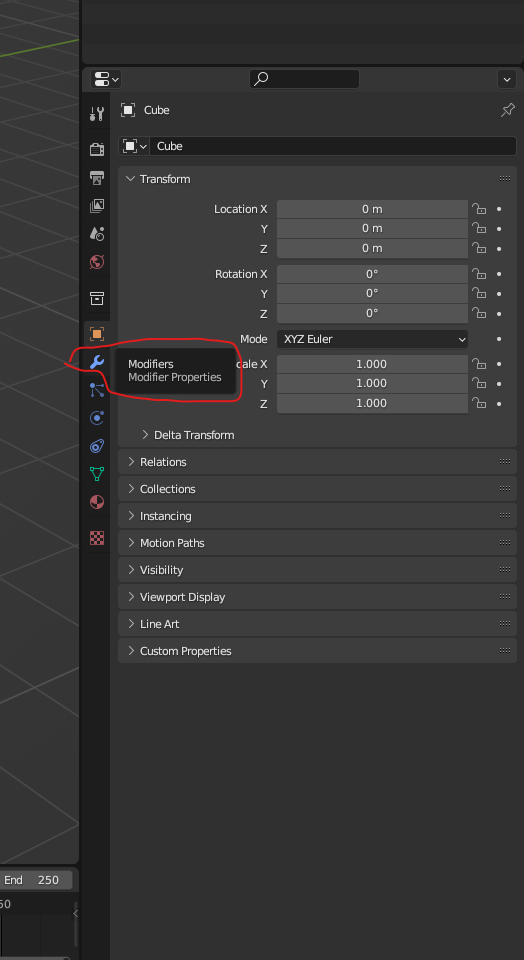 Cube
Cube
Transform
Location X 0 m
Y 0 m
Z 0 m
Rotation X 0°
Y 0°
Z 0°
Mode XYZ Euler
Modifiers
Modifier Properties
cale X 1.000
Y 1.000
Z 1.000
Delta Transform
Relations
Collections
Instancing
Motion Paths
Visibility
Viewport Display
Line Art
Custom Properties
End 250
50